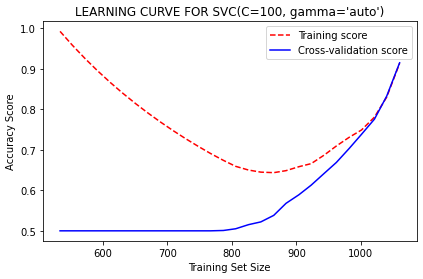 LEARNING CURVE FOR SVC(C=100, gamma='auto')
Training score
Cross-validation score
Accuracy Score
1.0
0.9
0.8
0.7
0.6
0.5
600 700 800 900 1000
Training Set Size